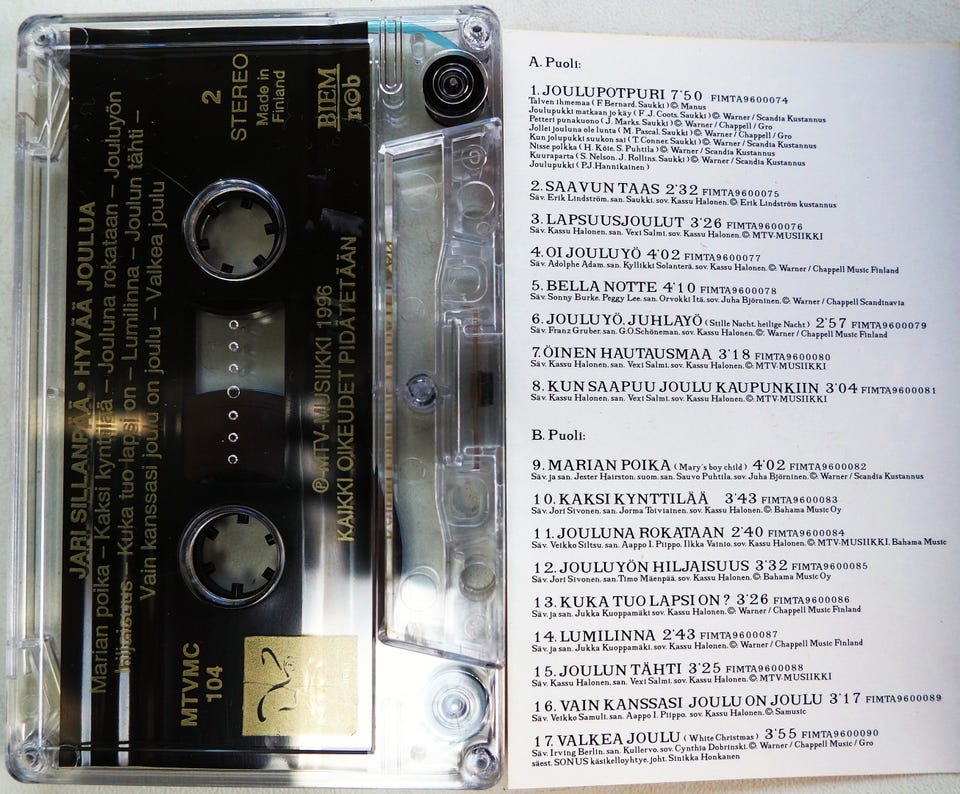 JARI SILLANPÄÄ • HYVÄÄ JOULUA
Marian poika – Kaksi kynttilää – Jouluna rokataan – Jouluyön
hiljaisuus – Kuka tuo lapsi on – Lumilinna – Joulun tähti –
Vain kanssasi joulu on joulu – Valkea joulu
2
STEREO
Made in
Finland
BIEM
n©b
℗ MTV-MUSIIKKI 1996
KAIKKI OIKEUDET PIDÄTETÄÄN
MTVMC
104
A. Puoli:
1. JOULUPOTPURI 7'50 FIMTA9600074
Talven ihmemaa ( F. Bernard. Saukki ) ©: Manus
Joulupukki matkaan jo käy ( F .J. Coots. Saukki ) ©: Warner / Scandia Kustannus
Petteri punakuono ( J. Marks. Saukki ) ©: Warner / Chappell / Gro
Jollei jouluna ole lunta ( M. Pascal. Saukki ) ©: Warner / Chappell / Gro
Kun jolupukki suukon sai ( T. Conner. Saukki ) ©: Warner / Scandia Kustannus
Nisse polkka ( H. Köie. S. Puhtila ) ©: Warner / Scandia Kustannus
Kuuraparta ( S. Nelson. J. Rollins. Saukki ) ©: Warner / Scandia Kustannus
Joulupukki ( P.J.Hannikainen )
2. SAAVUN TAAS 2'32 FIMTA9600075
Säv. Erik Lindström. san. Saukki. sov. Kassu Halonen. ©: Erik Lindström kustannus
3. LAPSUUSJOULUT 3'26 FIMTA9600076
Säv. Kassu Halonen. san. Vexi Salmi. sov. Kassu Halonen. ©: MTV-MUSIIKKI
4. OI JOULUYÖ 4'02 FIMTA9600077
Säv. Adolphe Adam. san. Kyllikki Solanterä. sov. Kassu Halonen. ©: Warner / Chappell Music Finland
5. BELLA NOTTE 4'10 FIMTA9600078
Säv. Sonny Burke. Peggy Lee. san. Orvokki Itä. sov. Juha Björninen. ©: Warner / Chappell Scandinavia
6. JOULUYÖ. JUHLAYÖ (Stille Nacht. heilige Nacht ) 2'57 FIMTA9600079
Säv. Franz Gruber. san. G.O.Schöneman. sov. Kassu Halonen. ©: Warner / Chappell Music Finland
7. ÖINEN HAUTAUSMAA 3'18 FIMTA9600080
Säv. Kassu Halonen. san. Vexi Salmi. sov. Kassu Halonen. ©: MTV-MUSIIKKI
8. KUN SAAPUU JOULU KAUPUNKIIN 3'04 FIMTA9600081
Säv. Kassu Halonen. san. Vexi Salmi. sov. Kassu Halonen. ©: MTV-MUSIIKKI
B. Puoli:
9. MARIAN POIKA ( Mary's boy child ) 4'02 FIMTA9600082
Säv. ja san. Jester Hairston. suom. san. Sauvo Puhtila. sov. Juha Björninen. ©: Warner / Scandia Kustannus
10. KAKSI KYNTTILÄÄ 3'43 FIMTA9600083
Säv. Jori Sivonen. san. Jorma Toiviainen. sov. Kassu Halonen. ©: Bahama Music Oy
11. JOULUNA ROKATAAN 2'40 FIMTA9600084
Säv. Veikko Siltsu. san. Aappo I. Piippo. Ilkka Vainio. sov. Kassu Halonen. ©: MTV-MUSIIKKI. Bahama Music
12. JOULUYÖN HILJAISUUS 3'32 FIMTA9600085
Säv. Jori Sivonen. san.Timo Mäenpää. sov. Kassu Halonen. ©: Bahama Music Oy
13. KUKA TUO LAPSI ON ? 3'26 FIMTA9600086
Säv. ja san. Jukka Kuoppamäki sov. Kassu Halonen. ©: Warner / Chappell Music Finland
14. LUMILINNA 2'43 FIMTA9600087
Säv. ja san. Jukka Kuoppamäki. sov. Kassu Halonen. ©: Warner / Chappell Music Finland
15. JOULUN TÄHTI 3'25 FIMTA9600088
Säv. Kassu Halonen. san. Vexi Salmi. sov. Kassu Halonen. ©: MTV-MUSIIKKI
16. VAIN KANSSASI JOULU ON JOULU 3'17 FIMTA9600089
Säv. Veikko Samuli. san. Aappo I. Piippo. sov. Kassu Halonen. ©: Samusic
17. VALKEA JOULU ( White Christmas ) 3'55 FIMTA9600090
Säv. Irving Berlin. san. Kullervo. sov. Cynthia Dobrinski. ©: Warner / Chappell Music / Gro
säest. SONUS käsikelloyhtye. joht. Sinikka Honkanen